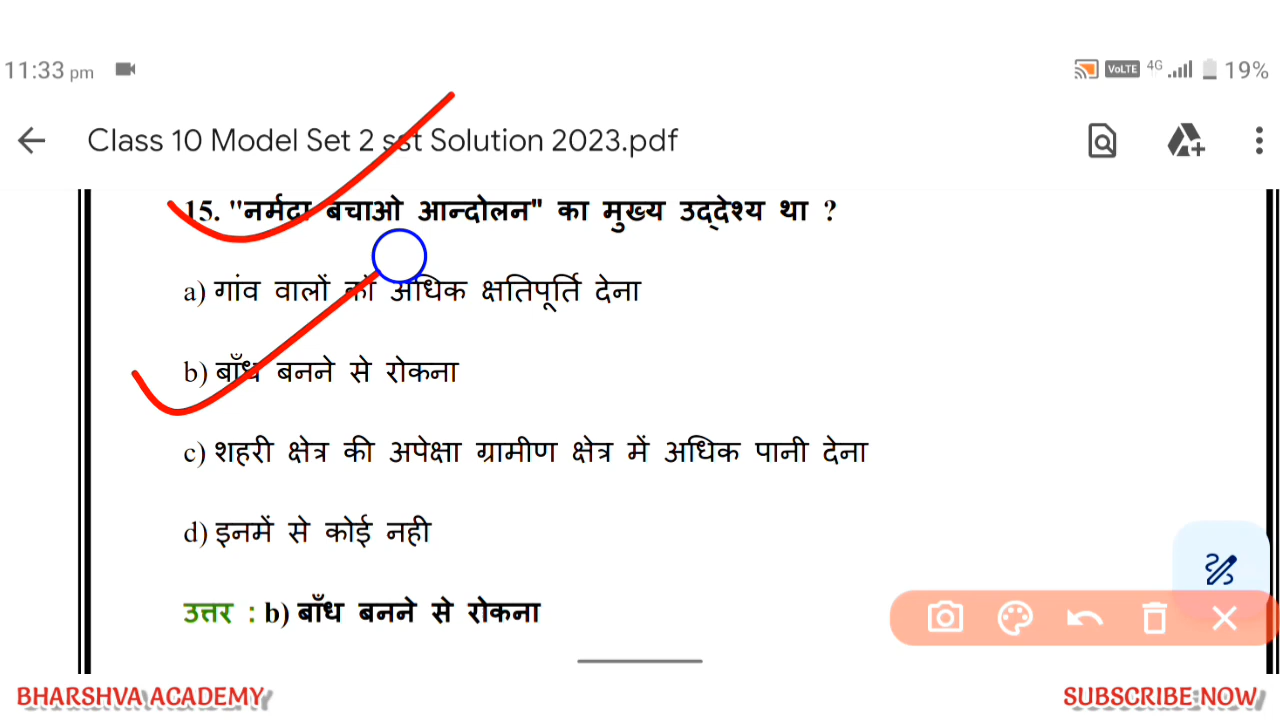 11:33 pm VoLTE 4G 19%
Class 10 Model Set 2 sst Solution 2023.pdf
15. "नर्मदा बचाओ आन्दोलन" का मुख्य उद्देश्य था ?
a) गांव वालों को अधिक क्षतिपूर्ति देना
b) बाँध बनने से रोकना
c) शहरी क्षेत्र की अपेक्षा ग्रामीण क्षेत्र में अधिक पानी देना
d) इनमें से कोई नही
उत्तर : b) बाँध बनने से रोकना
BHARSHVA ACADEMY SUBSCRIBE NOW